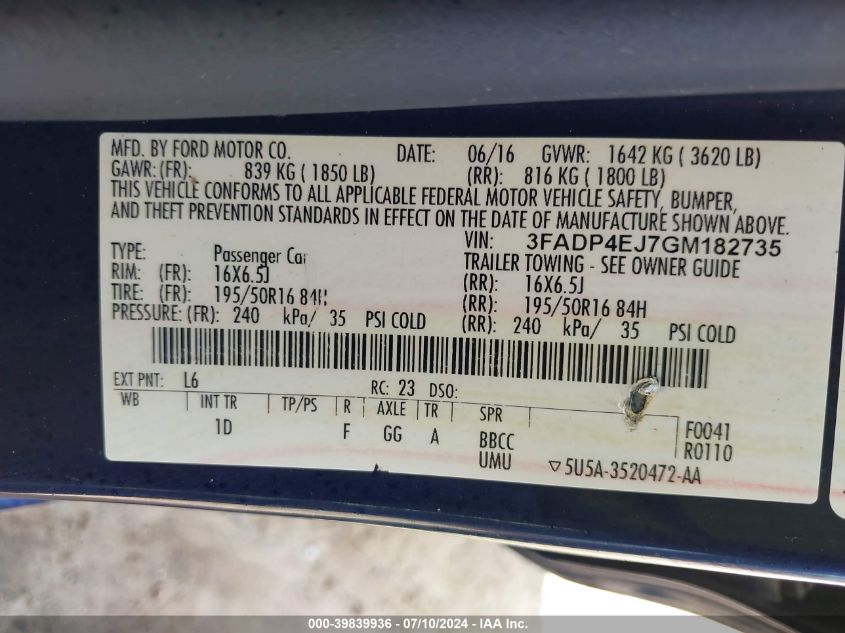 MFD. BY FORD MOTOR CO. DATE: 06/16 GVWR: 1642 KG ( 3620 LB)
GAWR: (FR): 839 KG ( 1850 LB) (RR): 816 KG ( 1800 LB)
THIS VEHICLE CONFORMS TO ALL APPLICABLE FEDERAL MOTOR VEHICLE SAFETY, BUMPER,
AND THEFT PREVENTION STANDARDS IN EFFECT ON THE DATE OF MANUFACTURE SHOWN ABOVE.
VIN: 3FADP4EJ7GM182735
TYPE: Passenger Car TRAILER TOWING - SEE OWNER GUIDE
RIM: (FR): 16X6.5J (RR): 16X6.5J
TIRE: (FR): 195/50R16 84H (RR): 195/50R16 84H
PRESSURE: (FR): 240 kPa/ 35 PSI COLD (RR): 240 kPa/ 35 PSI COLD
EXT PNT: L6 RC: 23 DSO:
WB INT TR TP/PS R AXLE TR SPR
1D F GG A BBCC F0041
UMU R0110
▽5U5A-3520472-AA
000-39839936 - 07/10/2024 - IAA Inc.